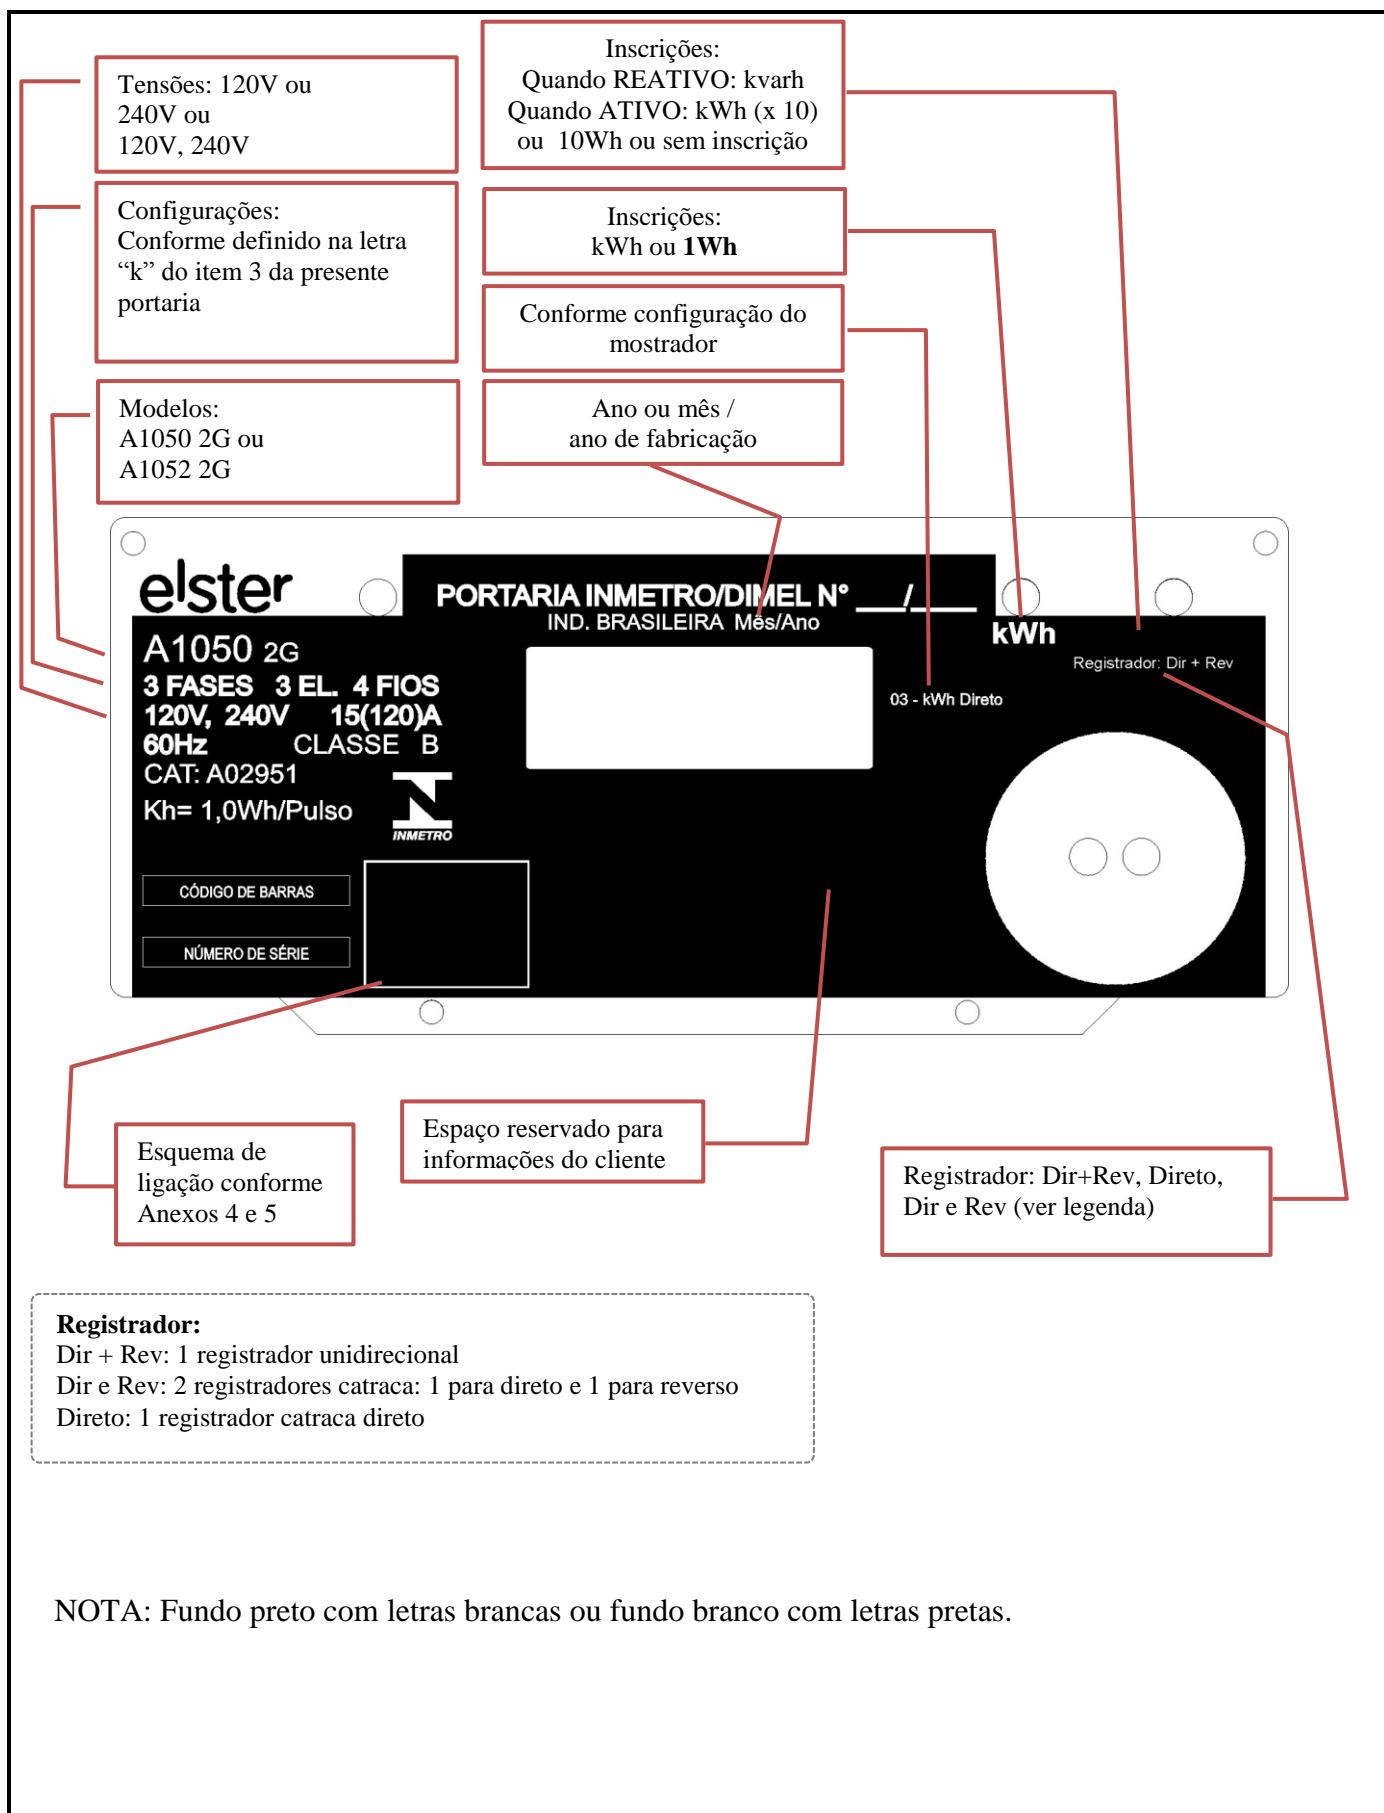 Tensões: 120V ou
240V ou
120V, 240V
Configurações:
Conforme definido na letra
“k” do item 3 da presente
portaria
Modelos:
A1050 2G ou
A1052 2G
Inscrições:
Quando REATIVO: kvarh
Quando ATIVO: kWh (x 10)
ou 10Wh ou sem inscrição
Inscrições:
kWh ou 1Wh
Conforme configuração do
mostrador
Ano ou mês /
ano de fabricação
elster
PORTARIA INMETRO/DIMEL Nº ___/____
IND. BRASILEIRA Mês/Ano
kWh
Registrador: Dir + Rev
03 - kWh Direto
A1050 2G
3 FASES 3 EL. 4 FIOS
120V, 240V 15(120)A
60Hz CLASSE B
CAT: A02951
Kh= 1,0Wh/Pulso
INMETRO
CÓDIGO DE BARRAS
NÚMERO DE SÉRIE
Esquema de
ligação conforme
Anexos 4 e 5
Espaço reservado para
informações do cliente
Registrador: Dir+Rev, Direto,
Dir e Rev (ver legenda)
Registrador:
Dir + Rev: 1 registrador unidirecional
Dir e Rev: 2 registradores catraca: 1 para direto e 1 para reverso
Direto: 1 registrador catraca direto
NOTA: Fundo preto com letras brancas ou fundo branco com letras pretas.